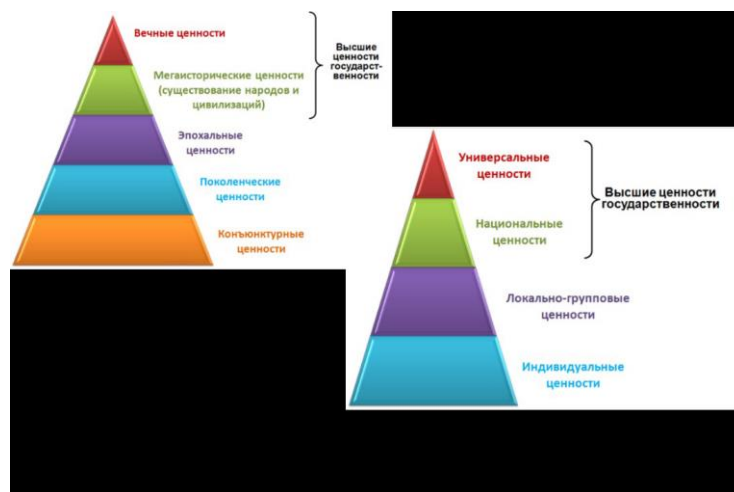 Вечные ценности
Мегаисторические ценности
(существование народов и
цивилизаций)
Эпохальные
ценности
Поколенческие
ценности
Конъюнктурные
ценности
Высшие
ценности
государст-
венности
Универсальные
ценности
Национальные
ценности
Локально-групповые
ценности
Индивидуальные
ценности
Высшие ценности
государственности